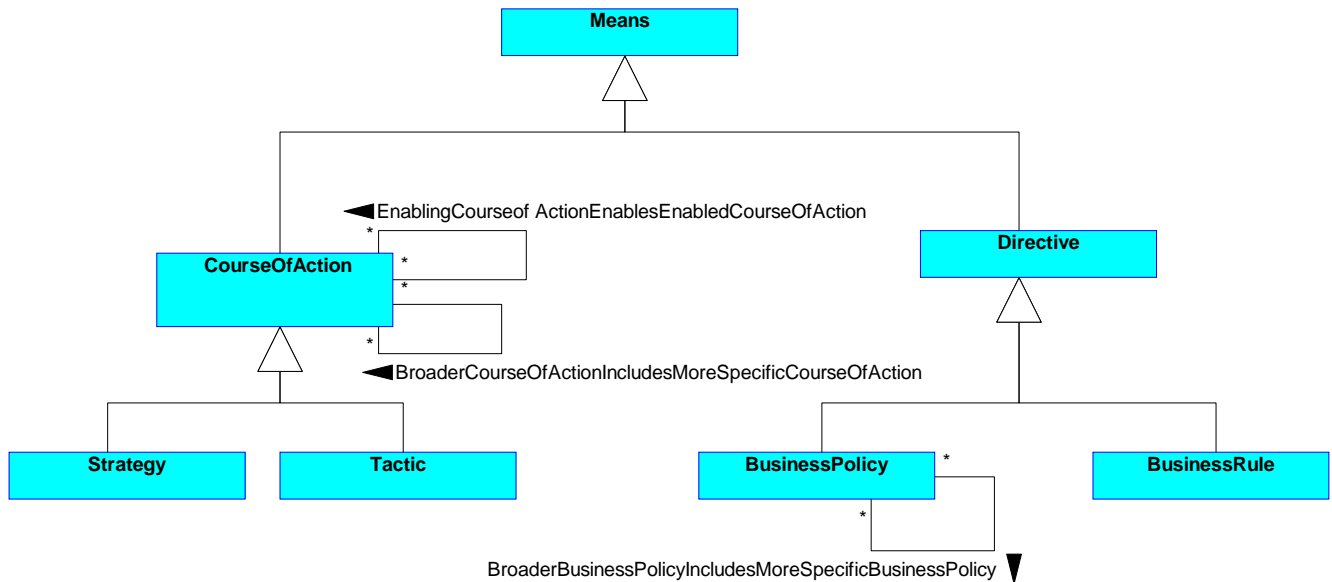 Means
EnablingCourseof ActionEnablesEnabledCourseOfAction
*
*
*
*
CourseOfAction
Directive
BroaderCourseOfActionIncludesMoreSpecificCourseOfAction
Strategy
Tactic
BusinessPolicy
*
*
BusinessRule
BroaderBusinessPolicyIncludesMoreSpecificBusinessPolicy